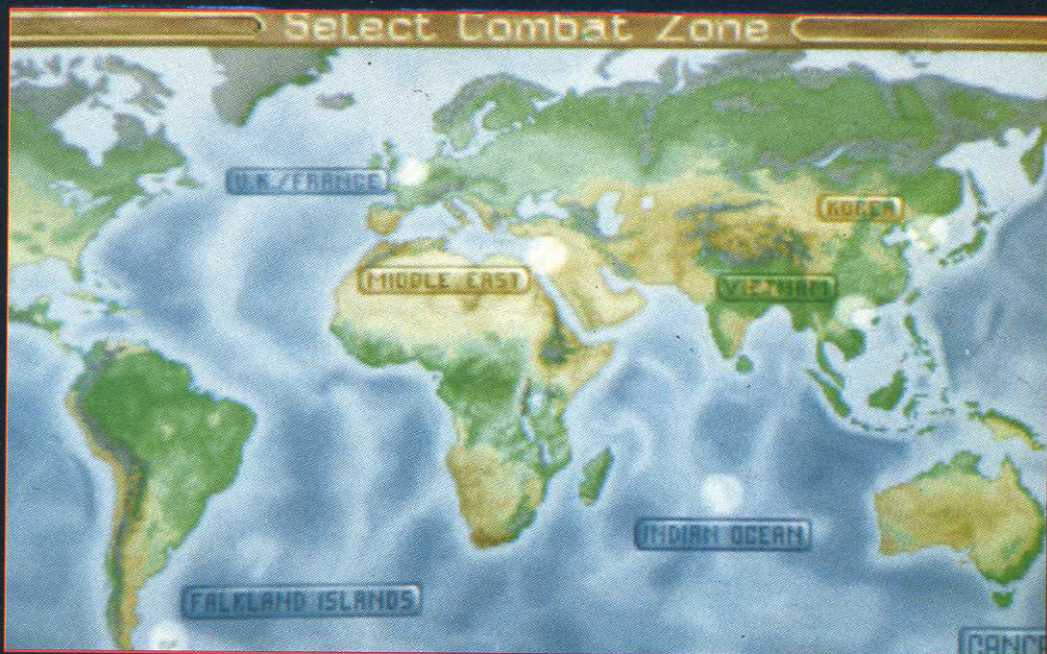 Select Combat Zone
U.K./FRANCE
KOREA
MIDDLE EAST
VIETNAM
INDIAN OCEAN
FALKLAND ISLANDS